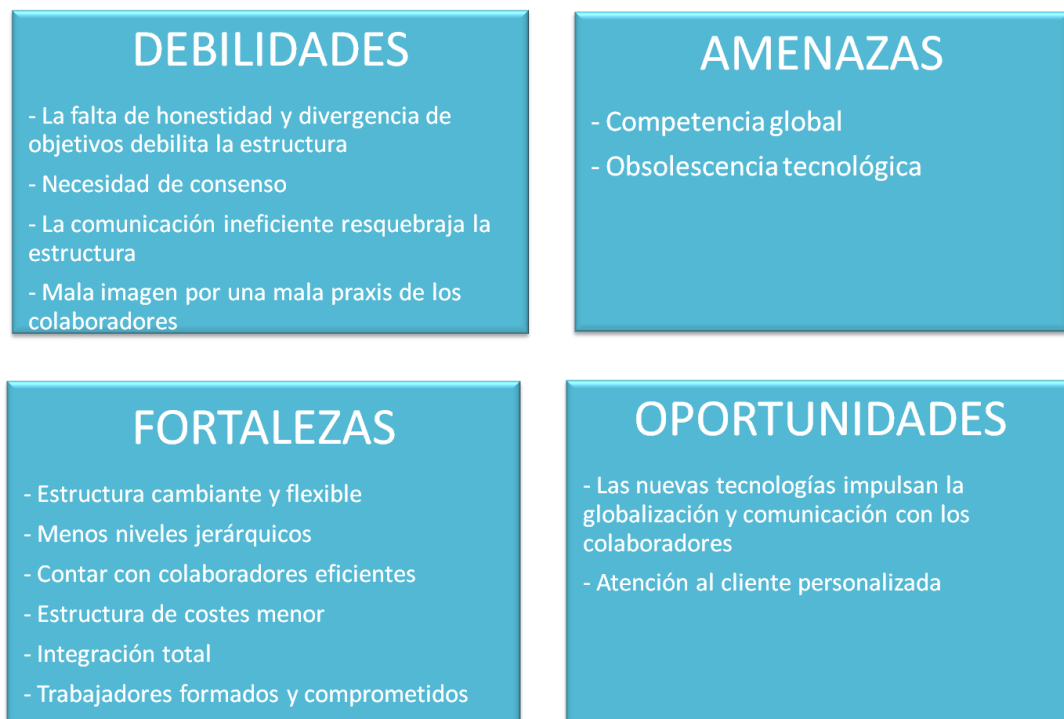 DEBILIDADES
- La falta de honestidad y divergencia de
objetivos debilita la estructura
- Necesidad de consenso
- La comunicación ineficiente resquebraja la
estructura
- Mala imagen por una mala praxis de los
colaboradores
AMENAZAS
- Competencia global
- Obsolescencia tecnológica
FORTALEZAS
- Estructura cambiante y flexible
- Menos niveles jerárquicos
- Contar con colaboradores eficientes
- Estructura de costes menor
- Integración total
- Trabajadores formados y comprometidos
OPORTUNIDADES
- Las nuevas tecnologías impulsan la
globalización y comunicación con los
colaboradores
- Atención al cliente personalizada